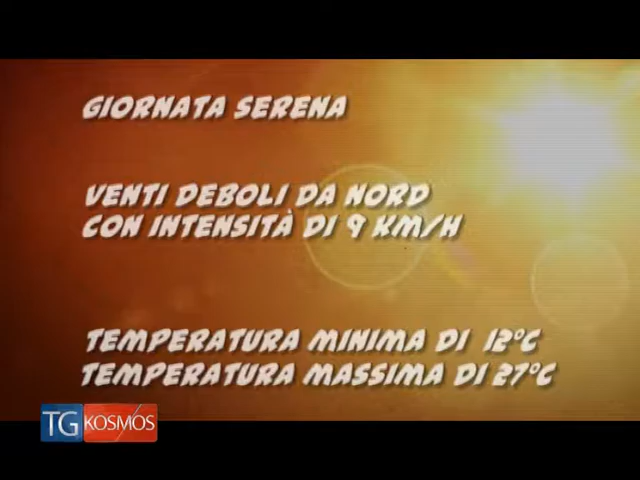 GIORNATA SERENA
VENTI DEBOLI DA NORD
CON INTENSITÀ DI 9 KM/H
TEMPERATURA MINIMA DI 12°C
TEMPERATURA MASSIMA DI 27°C
TG KOSMOS